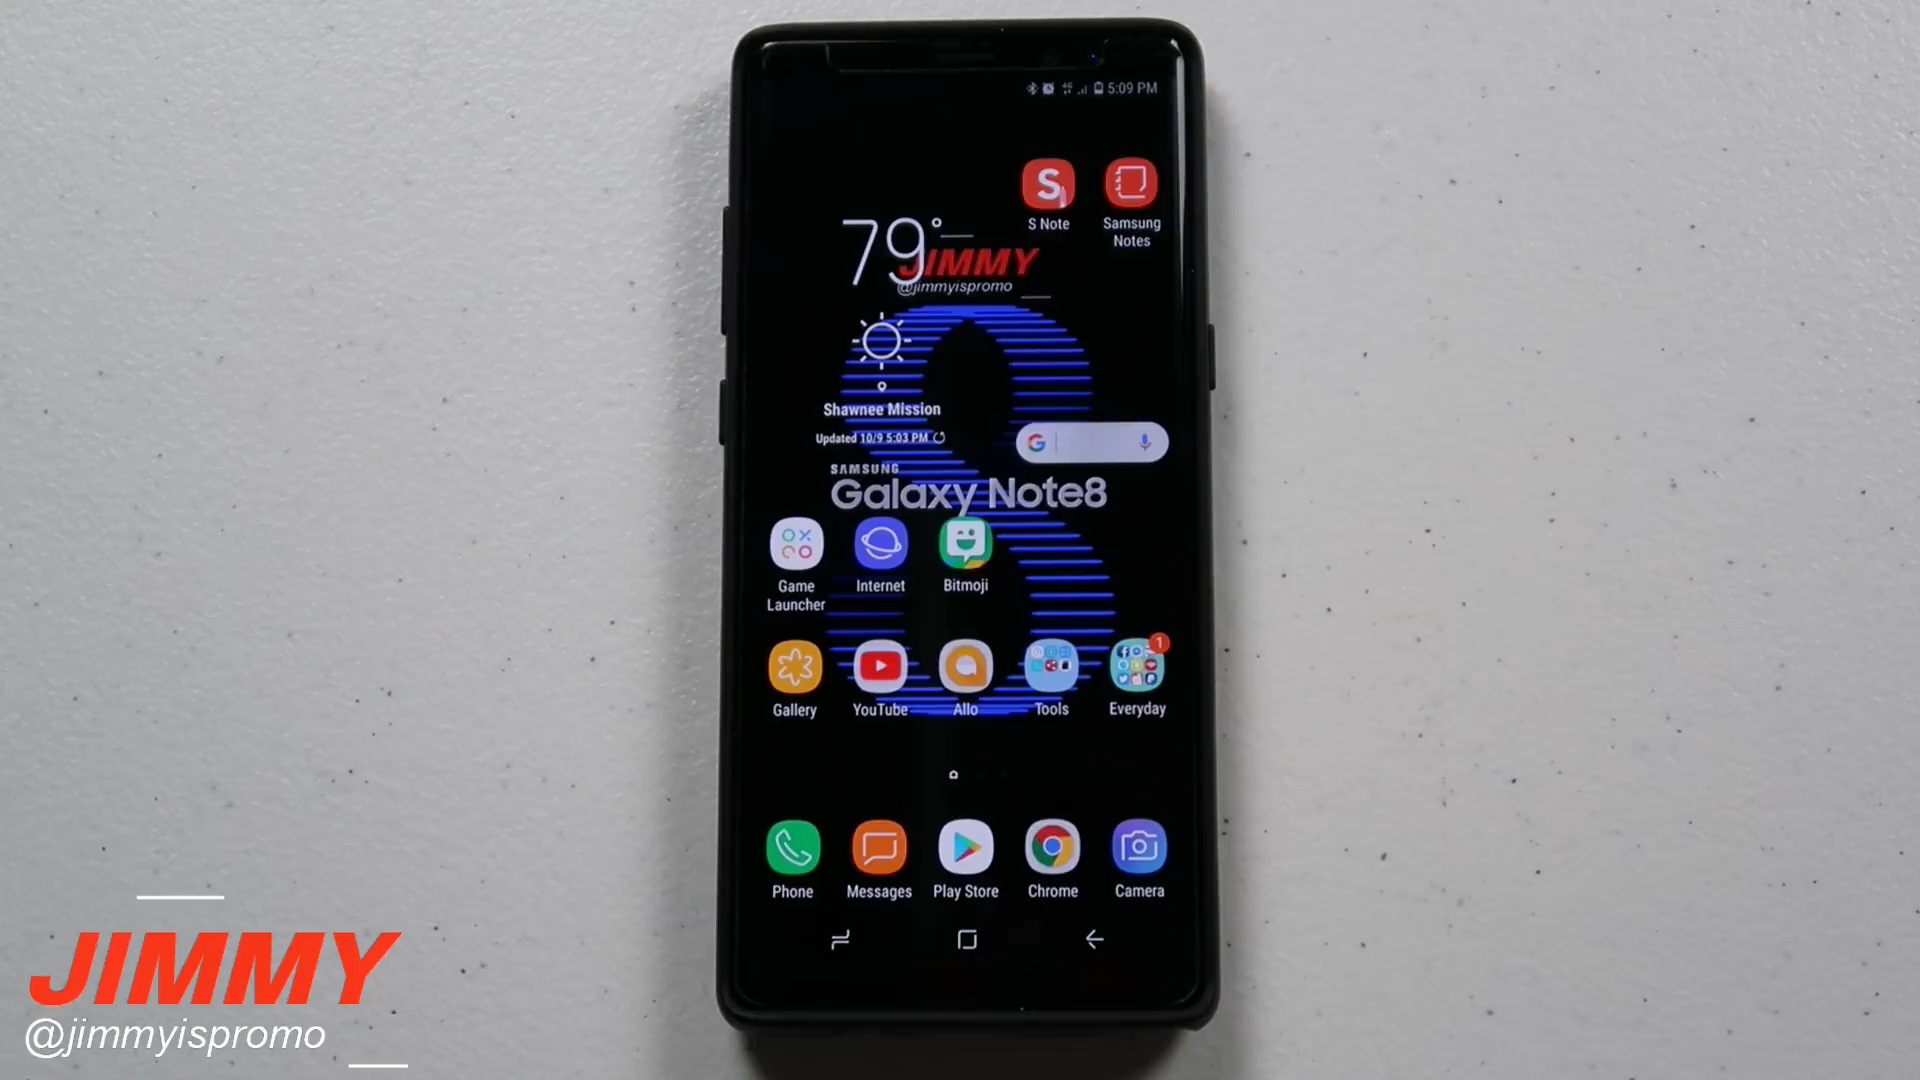 4G
5:09 PM
S
S Note
Samsung
Notes
79°
JIMMY
@jimmyispromo
Shawnee Mission
Updated 10/9 5:03 PM
G
SAMSUNG
Galaxy Note8
Game
Launcher
Internet
Bitmoji
1
Gallery
YouTube
Allo
Tools
Everyday
Phone
Messages
Play Store
Chrome
Camera
JIMMY
@jimmyispromo